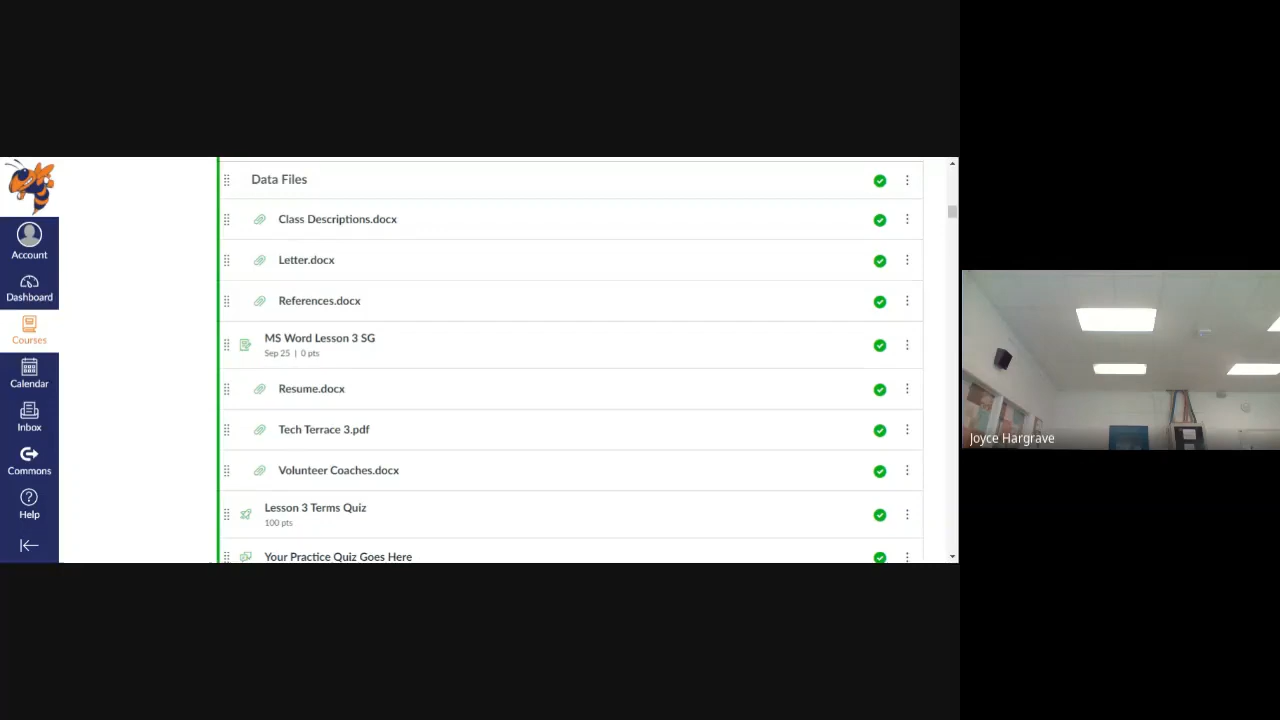 Data Files
Class Descriptions.docx
Letter.docx
References.docx
MS Word Lesson 3 SG
Sep 25 | 0 pts
Resume.docx
Tech Terrace 3.pdf
Volunteer Coaches.docx
Lesson 3 Terms Quiz
100 pts
Your Practice Quiz Goes Here
Account
Dashboard
Courses
Calendar
Inbox
Commons
Help
Joyce Hargrave